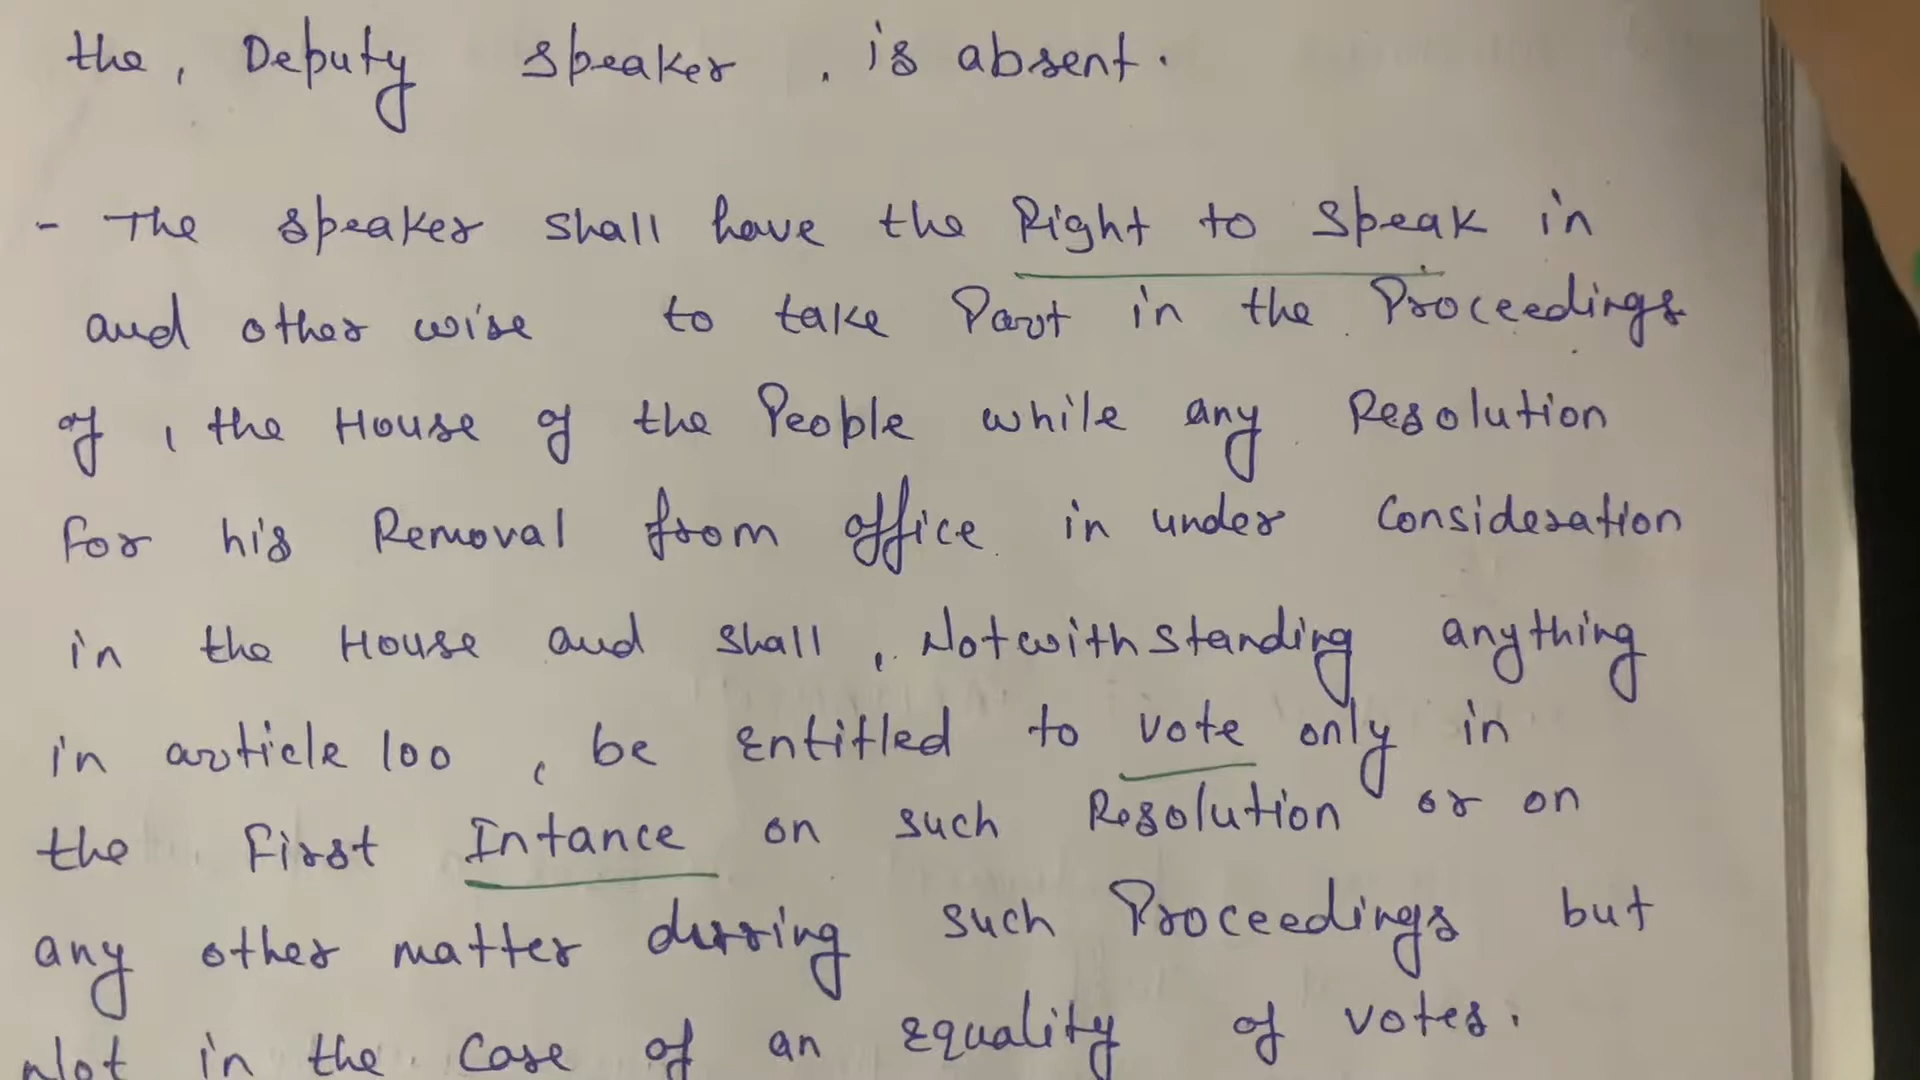 the, Deputy speaker, is absent.
- The speaker shall have the Right to speak in
and other wise to take Part in the Proceedings
of, the House of the People while any Resolution
for his Removal from office in under Consideration
in the House and shall, Notwithstanding anything
in article 100, be Entitled to vote only in
the first Intance on such Resolution or on
any other matter during such Proceedings but
Not in the case of an Equality of votes.